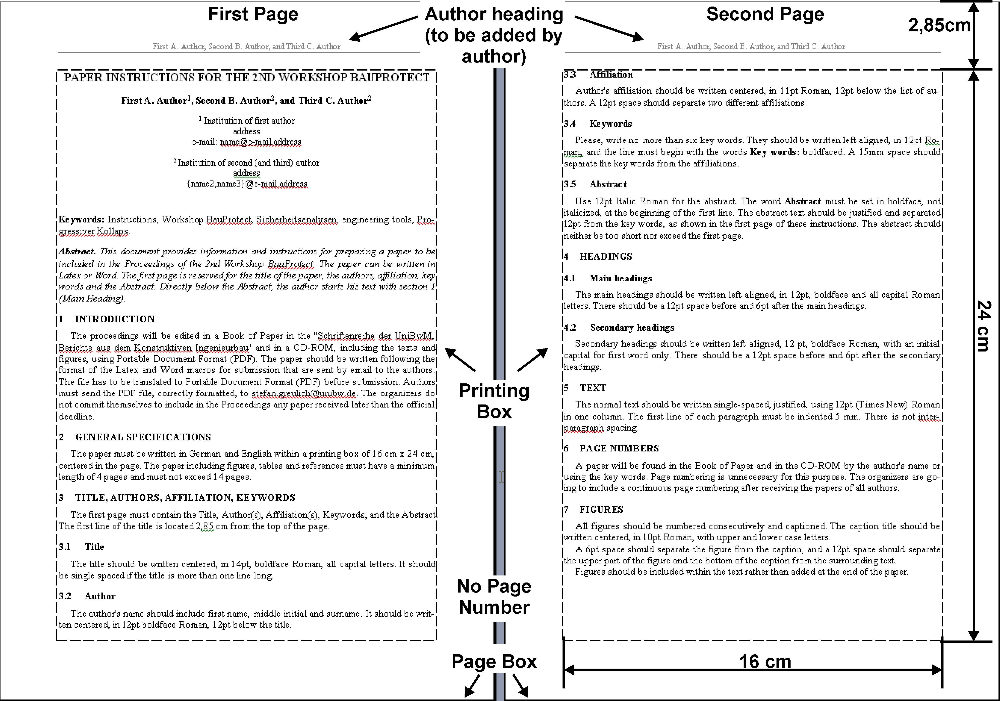 First Page
Author heading
(to be added by
author)
Second Page
2,85cm
First A. Author, Second B. Author, and Third C. Author
PAPER INSTRUCTIONS FOR THE 2ND WORKSHOP BAUPROTECT
First A. Author1, Second B. Author2, and Third C. Author2
1 Institution of first author
address
e-mail: name@e-mail.address
2 Institution of second (and third) author
address
{name2,name3}@e-mail.address
Keywords: Instructions, Workshop BauProtect, Sicherheitsanalysen, engineering tools, Pro-
gressiver Kollaps.
Abstract. This document provides information and instructions for preparing a paper to be
included in the Proceedings of the 2nd Workshop BauProtect. The paper can be written in
Latex or Word. The first page is reserved for the title of the paper, the authors, affiliation, key
words and the Abstract. Directly below the Abstract, the author starts his text with section 1
(Main Heading).
1 INTRODUCTION
The proceedings will be edited in a Book of Paper in the "Schriftenreihe der UniBwM,
Berichte aus dem Konstruktiven Ingenieurbau" and in a CD-ROM, including the texts and
figures, using Portable Document Format (PDF). The paper should be written following the
format of the Latex and Word macros for submission that are sent by email to the authors.
The file has to be translated to Portable Document Format (PDF) before submission. Authors
must send the PDF file, correctly formatted, to stefan.greulich@unibw.de. The organizers do
not commit themselves to include in the Proceedings any paper received later than the official
deadline.
2 GENERAL SPECIFICATIONS
The paper must be written in German and English within a printing box of 16 cm x 24 cm,
centered in the page. The paper including figures, tables and references must have a minimum
length of 4 pages and must not exceed 14 pages.
3 TITLE, AUTHORS, AFFILIATION, KEYWORDS
The first page must contain the Title, Author(s), Affiliation(s), Keywords, and the Abstract
The first line of the title is located 2,85 cm from the top of the page.
3.1 Title
The title should be written centered, in 14pt, boldface Roman, all capital letters. It should
be single spaced if the title is more than one line long.
3.2 Author
The author's name should include first name, middle initial and surname. It should be writ-
ten centered, in 12pt boldface Roman, 12pt below the title.
Printing
Box
No Page
Number
Page Box
First A. Author, Second B. Author, and Third C. Author
3.3 Affiliation
Author's affiliation should be written centered, in 11pt Roman, 12pt below the list of au-
thors. A 12pt space should separate two different affiliations.
3.4 Keywords
Please, write no more than six key words. They should be written left aligned, in 12pt Ro-
man, and the line must begin with the words Key words: boldfaced. A 15mm space should
separate the key words from the affiliations.
3.5 Abstract
Use 12pt Italic Roman for the abstract. The word Abstract must be set in boldface, not
italicized, at the beginning of the first line. The abstract text should be justified and separated
12pt from the key words, as shown in the first page of these instructions. The abstract should
neither be too short nor exceed the first page.
4 HEADINGS
4.1 Main headings
The main headings should be written left aligned, in 12pt, boldface and all capital Roman
letters. There should be a 12pt space before and 6pt after the main headings.
4.2 Secondary headings
Secondary headings should be written left aligned, 12 pt, boldface Roman, with an initial
capital for first word only. There should be a 12pt space before and 6pt after the secondary
headings.
5 TEXT
The normal text should be written single-spaced, justified, using 12pt (Times New) Roman
in one column. The first line of each paragraph must be indented 5 mm. There is not inter-
paragraph spacing.
6 PAGE NUMBERS
A paper will be found in the Book of Paper and in the CD-ROM by the author's name or
using the key words. Page numbering is unnecessary for this purpose. The organizers are go-
ing to include a continuous page numbering after receiving the papers of all authors.
7 FIGURES
All figures should be numbered consecutively and captioned. The caption title should be
written centered, in 10pt Roman, with upper and lower case letters.
A 6pt space should separate the figure from the caption, and a 12pt space should separate
the upper part of the figure and the bottom of the caption from the surrounding text.
Figures should be included within the text rather than added at the end of the paper.
24 cm
16 cm